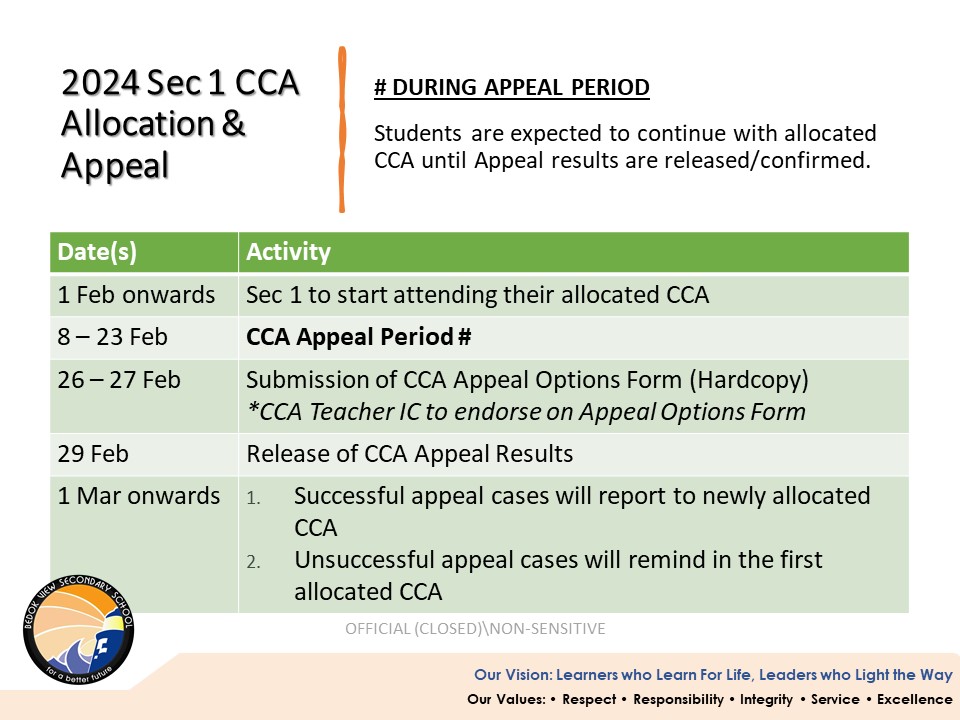 2024 Sec 1 CCA
Allocation &
Appeal
# DURING APPEAL PERIOD
Students are expected to continue with allocated
CCA until Appeal results are released/confirmed.
Date(s) Activity
1 Feb onwards Sec 1 to start attending their allocated CCA
8 – 23 Feb CCA Appeal Period #
26 – 27 Feb Submission of CCA Appeal Options Form (Hardcopy)
*CCA Teacher IC to endorse on Appeal Options Form
29 Feb Release of CCA Appeal Results
1 Mar onwards 1. Successful appeal cases will report to newly allocated
CCA
2. Unsuccessful appeal cases will remind in the first
allocated CCA
BEDOK VIEW SECONDARY SCHOOL
for a better future
OFFICIAL (CLOSED)\NON-SENSITIVE
Our Vision: Learners who Learn For Life, Leaders who Light the Way
Our Values: • Respect • Responsibility • Integrity • Service • Excellence